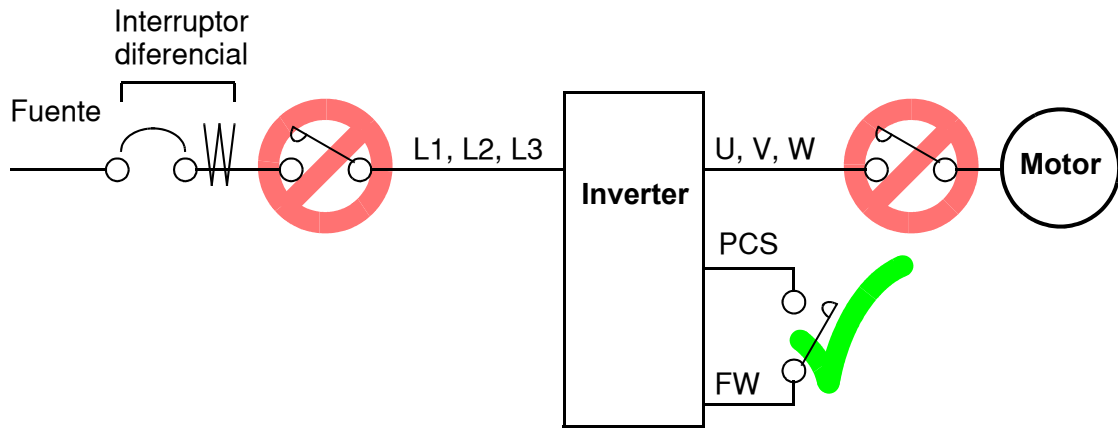 Interruptor
diferencial
Fuente
L1, L2, L3
Inverter
U, V, W
Motor
PCS
FW